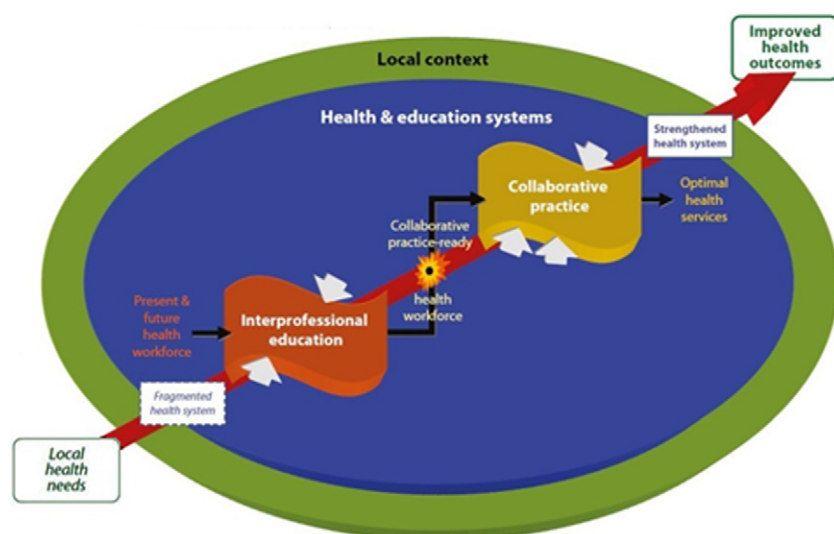 Improved
health
outcomes
Local context
Health & education systems
Strengthened
health system
Collaborative
practice
Optimal
health
services
Collaborative
practice-ready
health
workforce
Present &
future
health
workforce
Interprofessional
education
Fragmented
health system
Local
health
needs